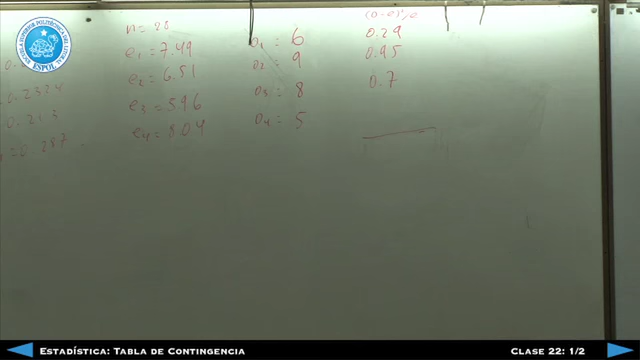 n = 28
e1 = 7.49
e2 = 6.51
e3 = 5.96
e4 = 8.04
o1 = 6
o2 = 9
o3 = 8
o4 = 5
(o-e)²/e
0.29
0.95
0.7
0.2324
0.213
=0.287
ESPOL
Estadística: Tabla de Contingencia
Clase 22: 1/2